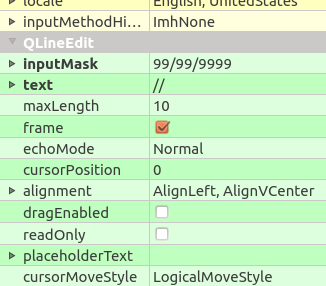 locale English, UnitedStates
inputMethodHi... ImhNone
QLineEdit
inputMask 99/99/9999
text //
maxLength 10
frame
echoMode Normal
cursorPosition 0
alignment AlignLeft, AlignVCenter
dragEnabled
readOnly
placeholderText
cursorMoveStyle LogicalMoveStyle